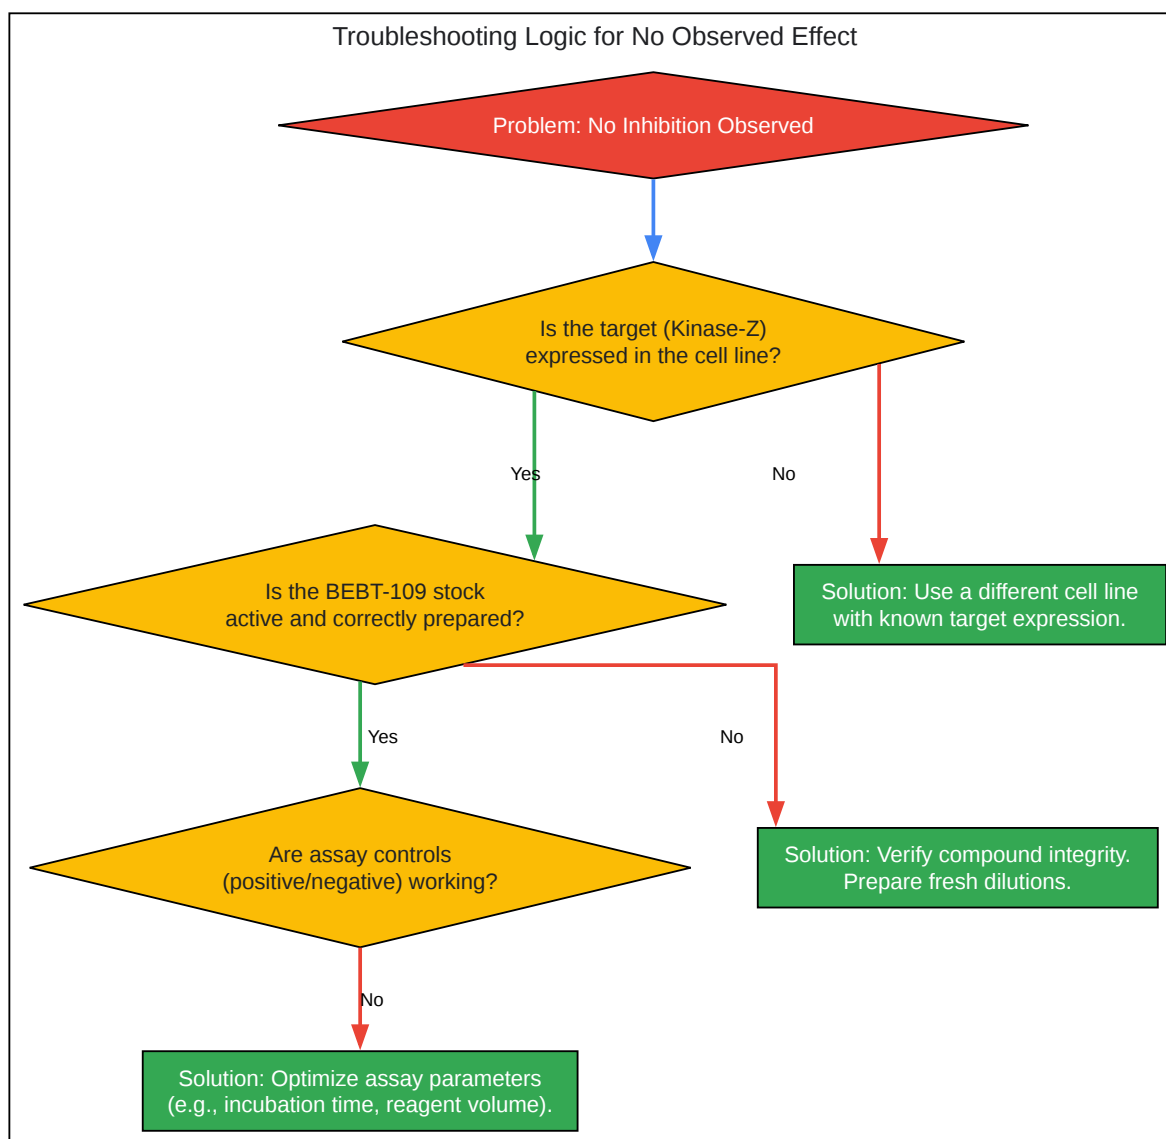 Troubleshooting Logic for No Observed Effect
Problem: No Inhibition Observed
Is the target (Kinase-Z)
expressed in the cell line?
Yes
No
Is the BEBT-109 stock
active and correctly prepared?
Solution: Use a different cell line
with known target expression.
Yes
No
Are assay controls
(positive/negative) working?
Solution: Verify compound integrity.
Prepare fresh dilutions.
No
Solution: Optimize assay parameters
(e.g., incubation time, reagent volume).